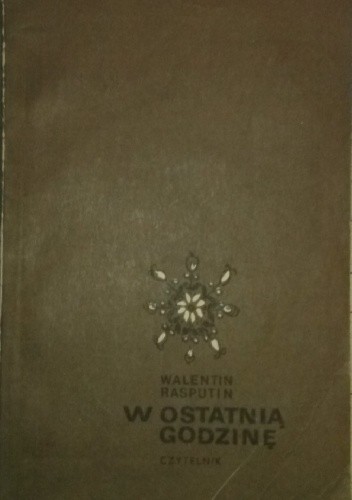 WALENTIN
RASPUTIN
W OSTATNIĄ
GODZINĘ
CZYTELNIK